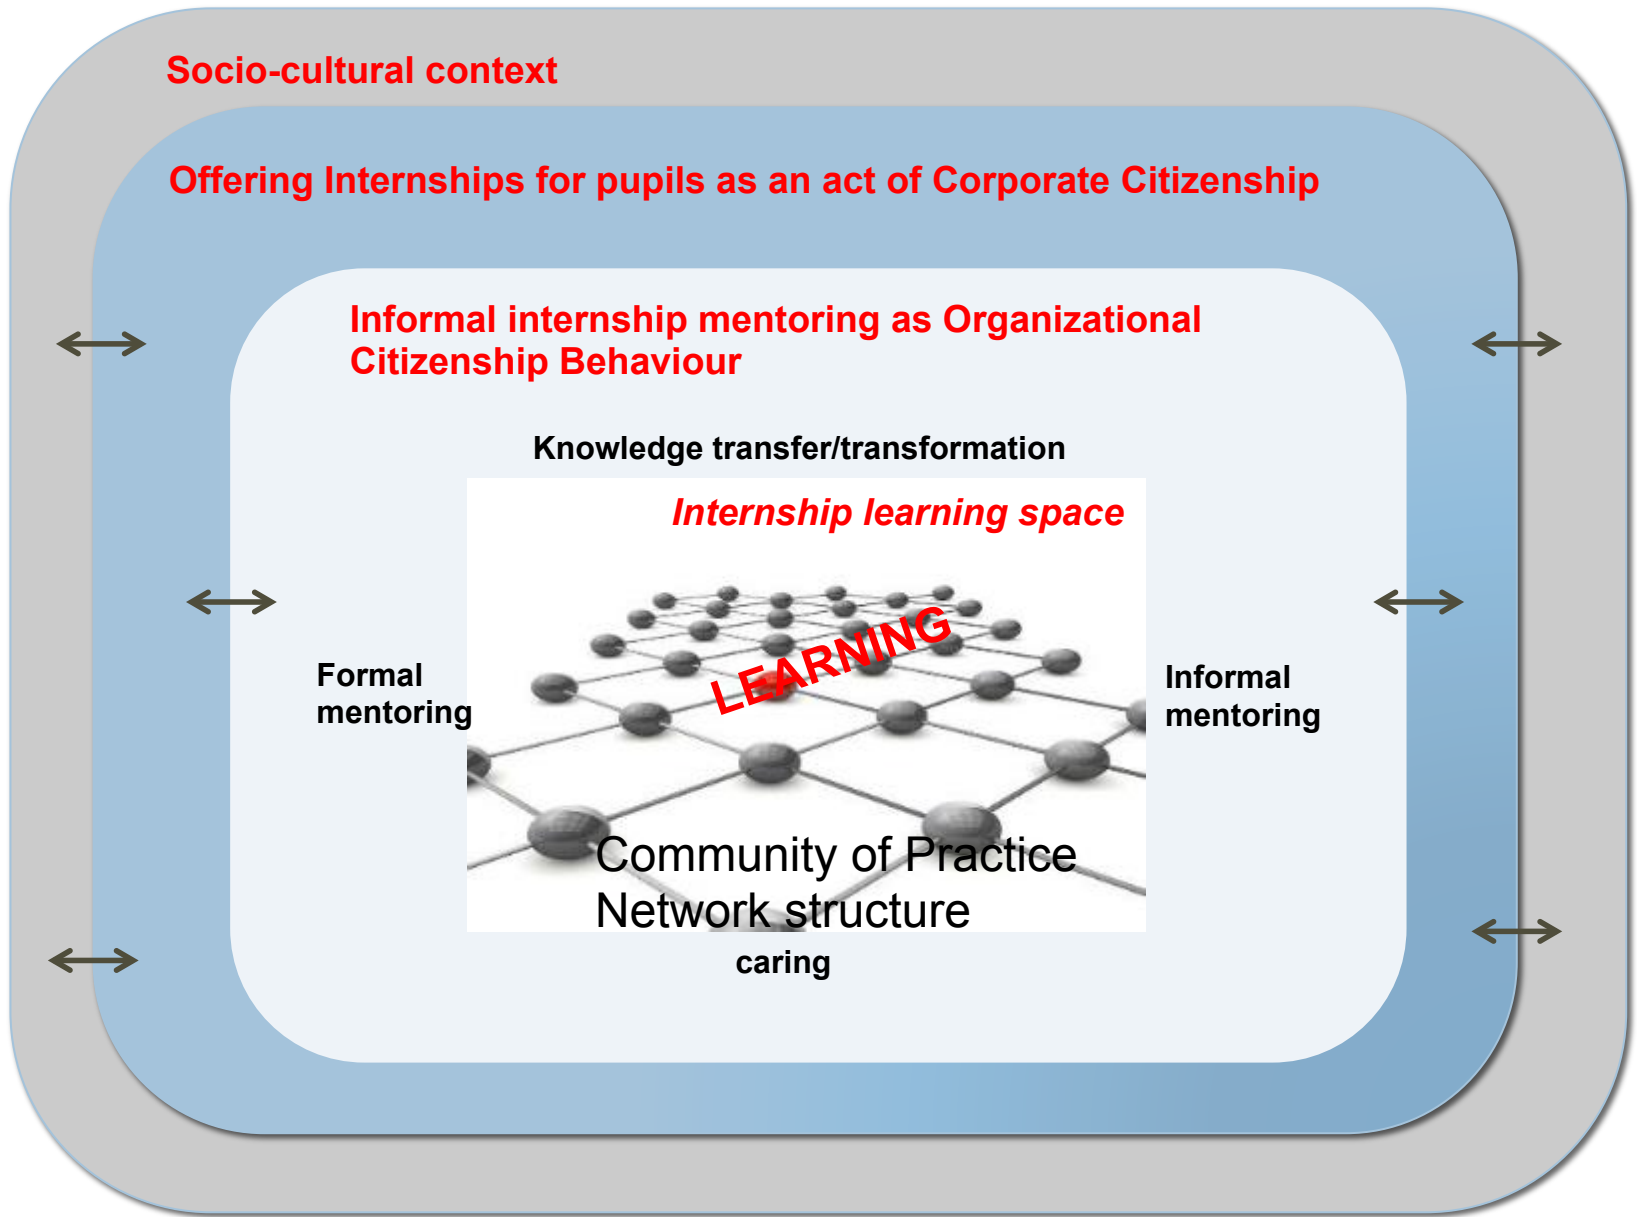 Socio-cultural context
Offering Internships for pupils as an act of Corporate Citizenship
Informal internship mentoring as Organizational
Citizenship Behaviour
Knowledge transfer/transformation
Internship learning space
LEARNING
Formal
mentoring
Informal
mentoring
Community of Practice
Network structure
caring